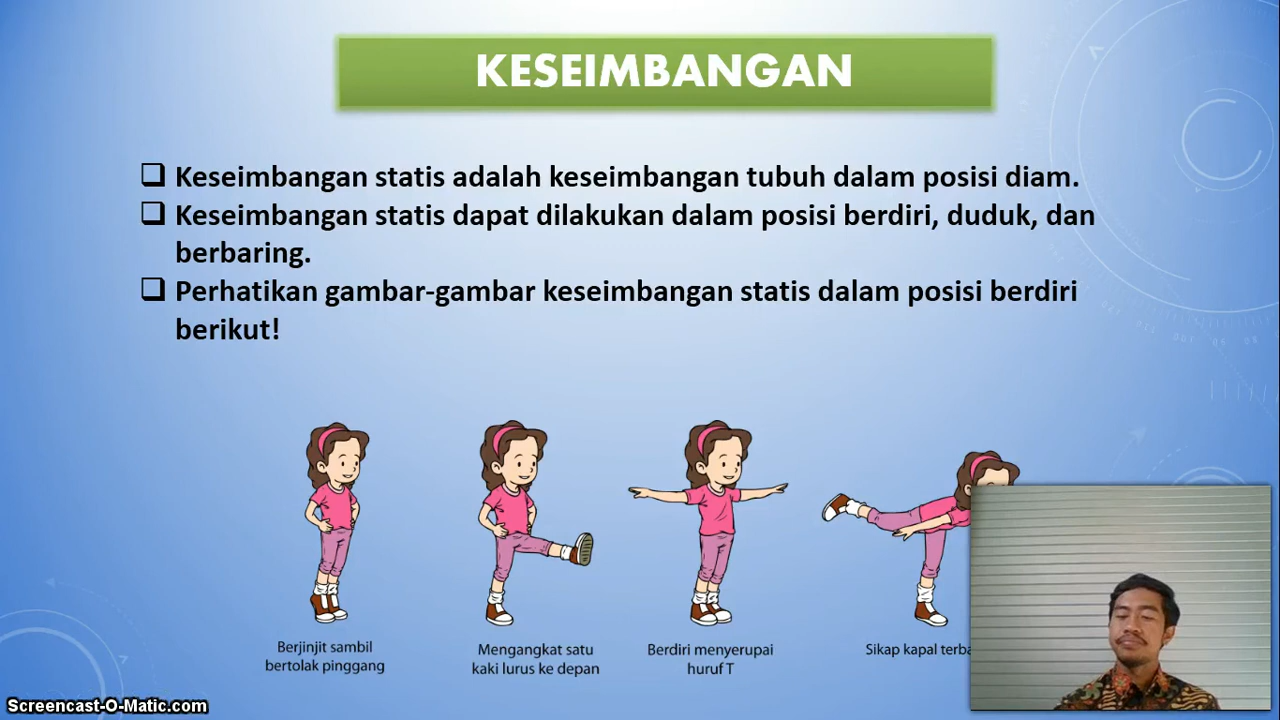 KESEIMBANGAN
❑ Keseimbangan statis adalah keseimbangan tubuh dalam posisi diam.
❑ Keseimbangan statis dapat dilakukan dalam posisi berdiri, duduk, dan
berbaring.
❑ Perhatikan gambar-gambar keseimbangan statis dalam posisi berdiri
berikut!
Berjinjit sambil
bertolak pinggang
Mengangkat satu
kaki lurus ke depan
Berdiri menyerupai
huruf T
Sikap kapal
Screencast-O-Matic.com